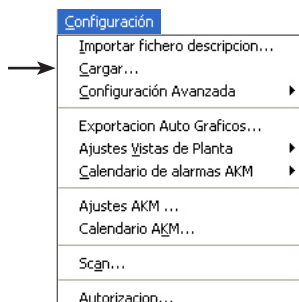 Configuración
Importar fichero descripcion...
Cargar...
Configuración Avanzada
Exportacion Auto Graficos...
Ajustes Vistas de Planta
Calendario de alarmas AKM
Ajustes AKM ...
Calendario AKM...
Scan...
Autorizacion...